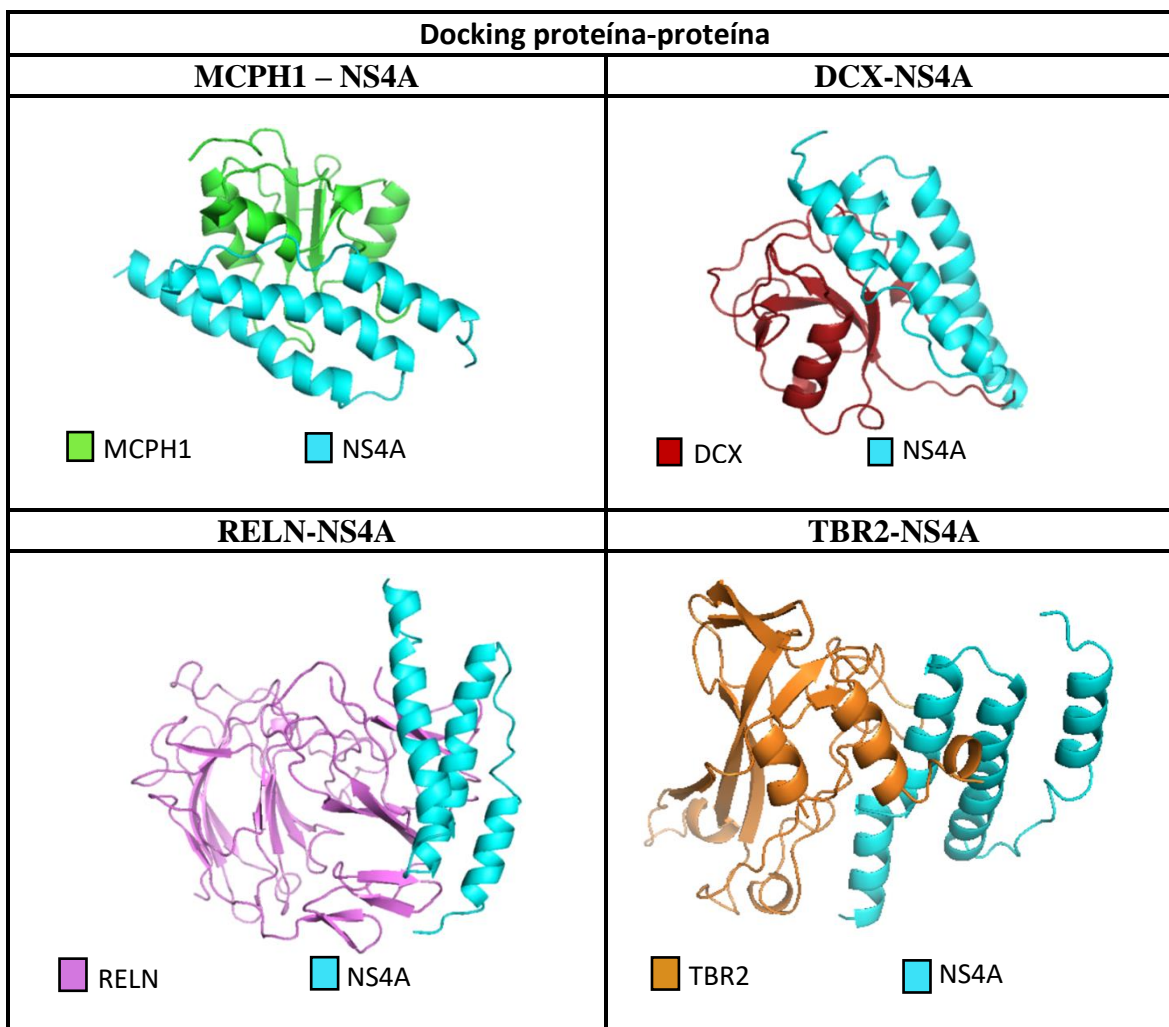 Docking proteína-proteína
MCPH1 – NS4A
DCX-NS4A
MCPH1 NS4A
DCX NS4A
RELN-NS4A
TBR2-NS4A
RELN NS4A
TBR2 NS4A